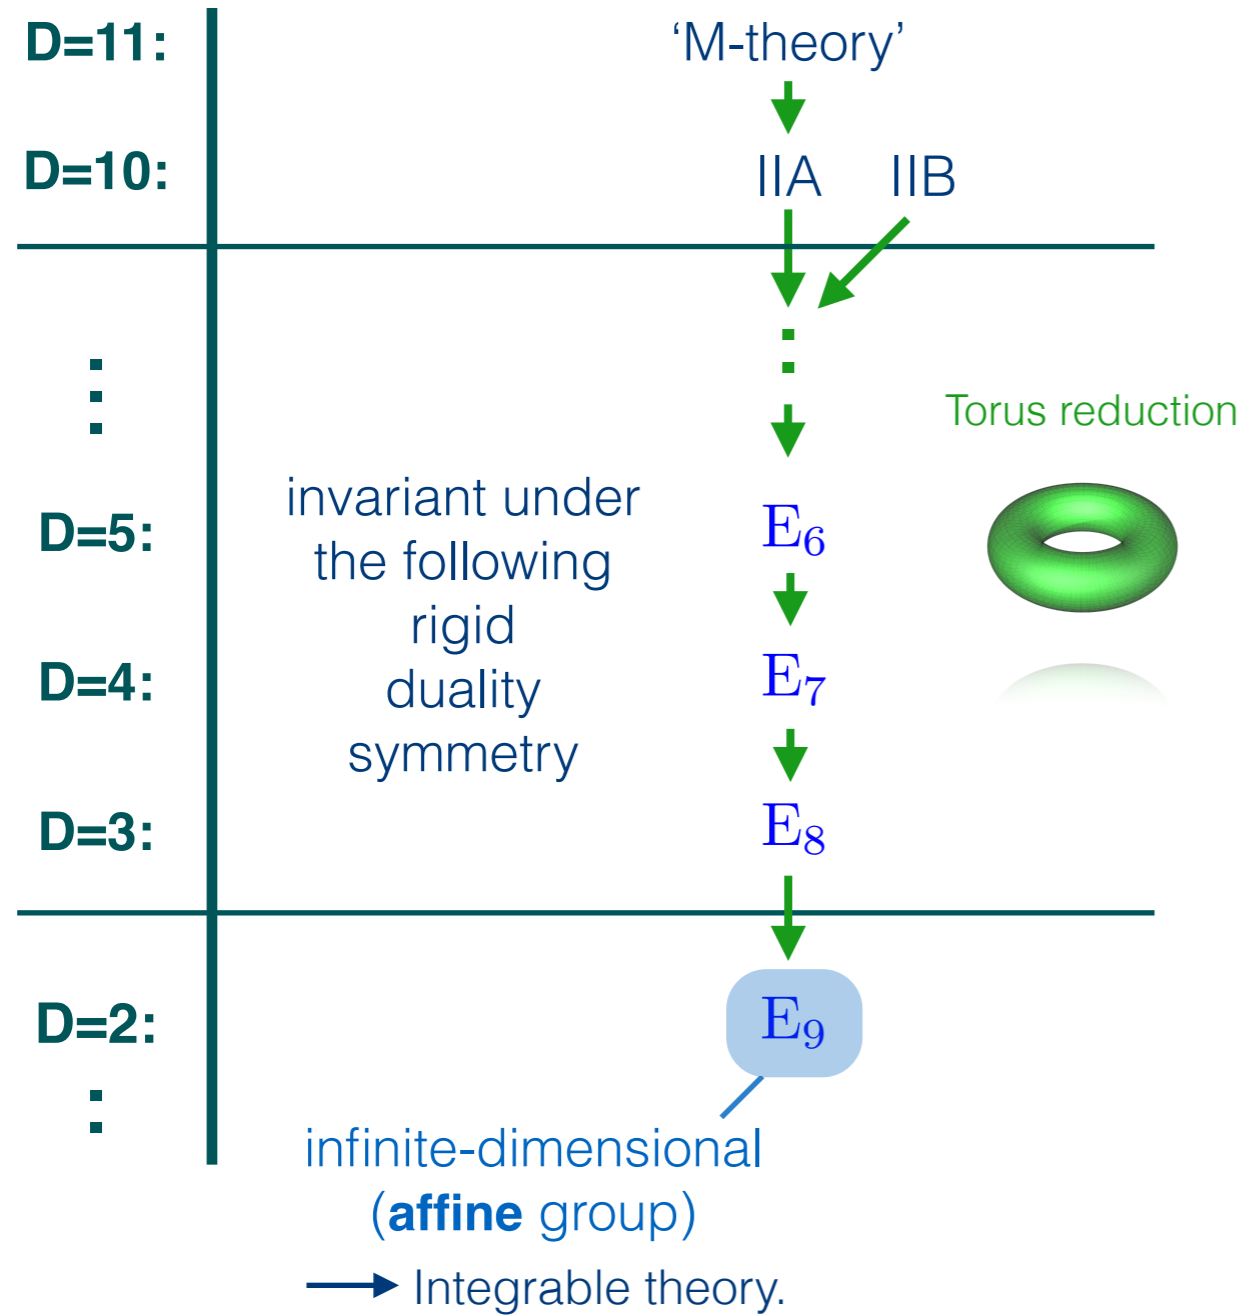 D=11: ‘M-theory’
D=10: IIA IIB
Torus reduction
invariant under
the following
rigid
duality
symmetry
D=5: E₆
D=4: E₇
D=3: E₈
D=2: E₉
infinite-dimensional
(affine group)
⟶ Integrable theory.